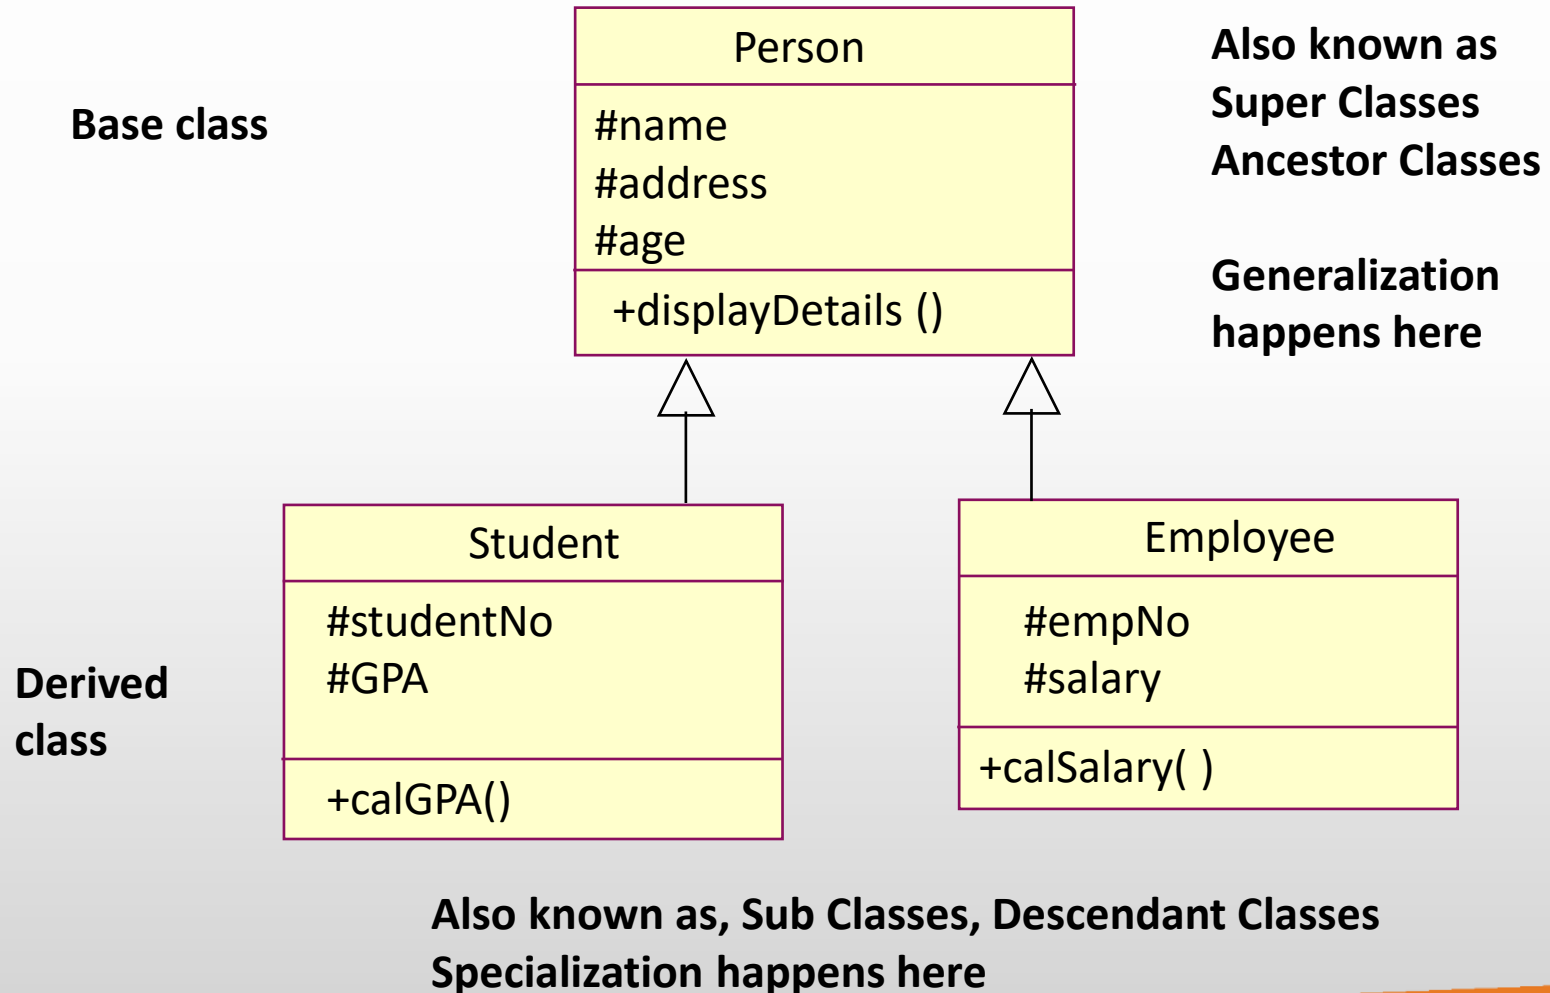 Base class
Person
#name
#address
#age
+displayDetails ()
Also known as
Super Classes
Ancestor Classes
Generalization
happens here
Derived
class
Student
#studentNo
#GPA
+calGPA()
Employee
#empNo
#salary
+calSalary( )
Also known as, Sub Classes, Descendant Classes
Specialization happens here